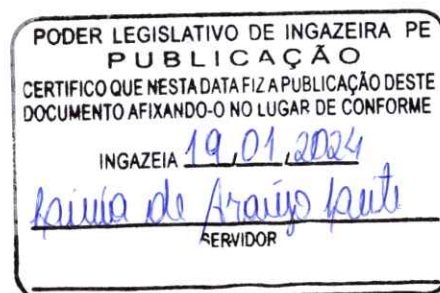 PODER LEGISLATIVO DE INGAZEIRA PE
PUBLICAÇÃO
CERTIFICO QUE NESTA DATA FIZ A PUBLICAÇÃO DESTE
DOCUMENTO AFIXANDO-O NO LUGAR DE CONFORME
INGAZEIA 19,01,2024
de Araújo
SERVIDOR